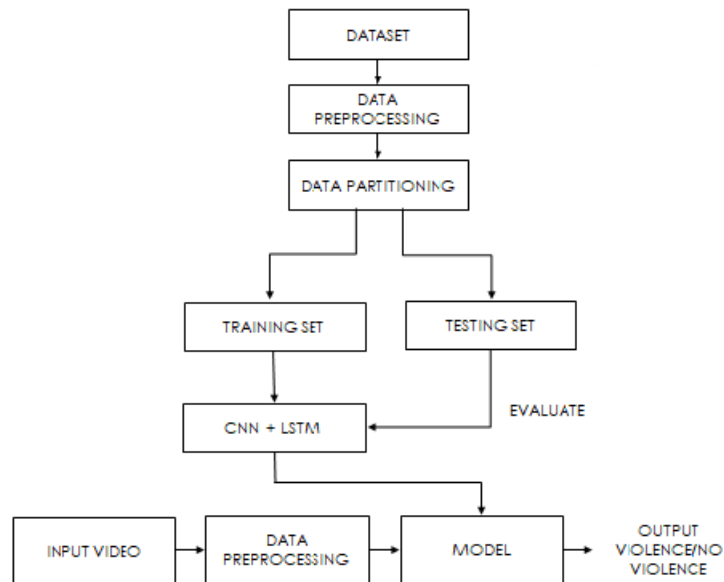 DATASET
DATA
PREPROCESSING
DATA PARTITIONING
TRAINING SET
TESTING SET
EVALUATE
CNN + LSTM
INPUT VIDEO
DATA
PREPROCESSING
MODEL
OUTPUT
VIOLENCE/NO
VIOLENCE